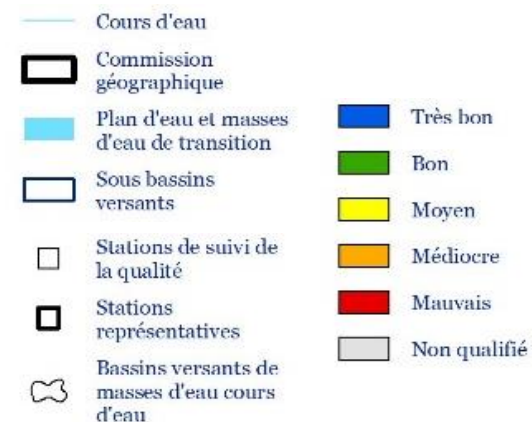 Cours d'eau
Commission
géographique
Plan d'eau et masses
d'eau de transition
Sous bassins
versants
Stations de suivi de
la qualité
Stations
représentatives
Bassins versants de
masses d'eau cours
d'eau
Très bon
Bon
Moyen
Médiocre
Mauvais
Non qualifié